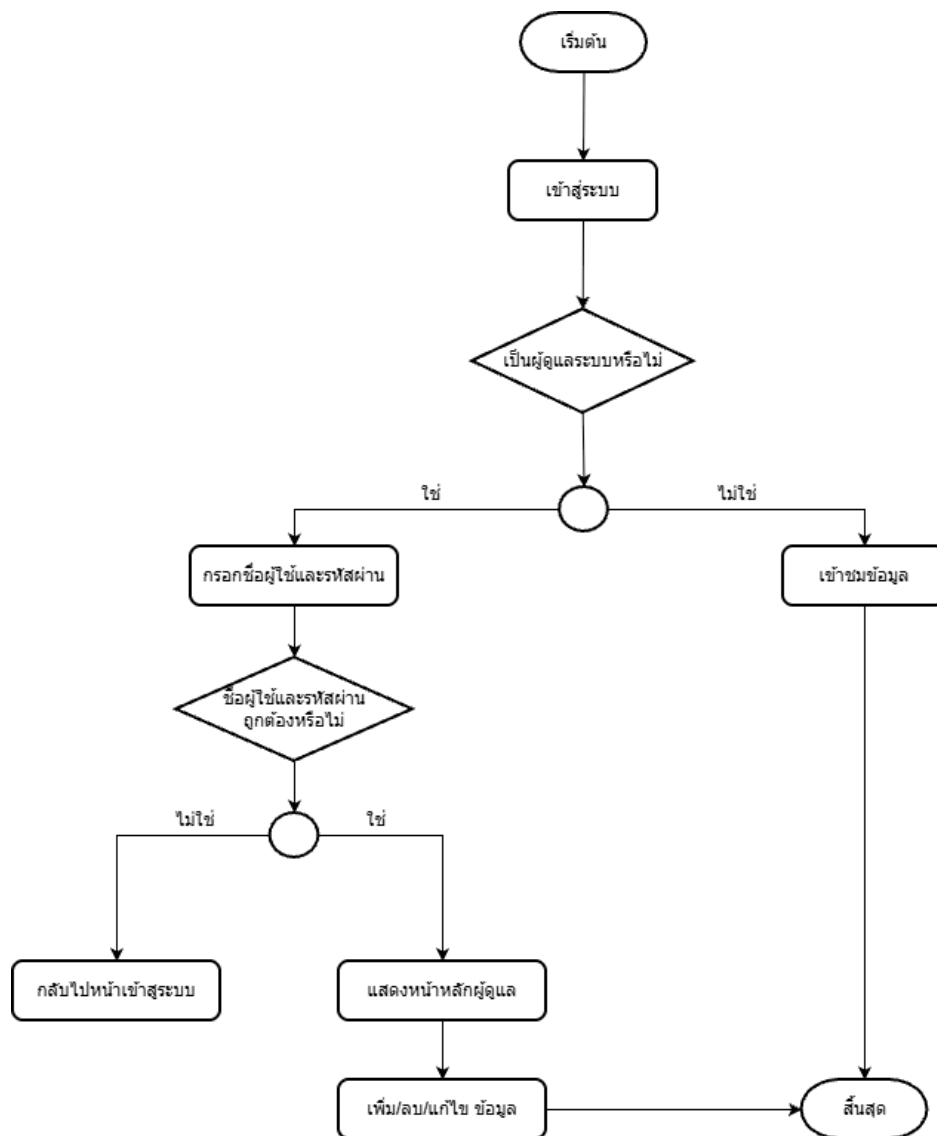 เริ่มต้น
เข้าสู่ระบบ
เป็นผู้ดูแลระบบหรือไม่
ใช่
ไม่ใช่
กรอกชื่อผู้ใช้และรหัสผ่าน
เข้าชมข้อมูล
ชื่อผู้ใช้และรหัสผ่าน
ถูกต้องหรือไม่
ไม่ใช่
ใช่
กลับไปหน้าเข้าสู่ระบบ
แสดงหน้าหลักผู้ดูแล
เพิ่ม/ลบ/แก้ไข ข้อมูล
สิ้นสุด